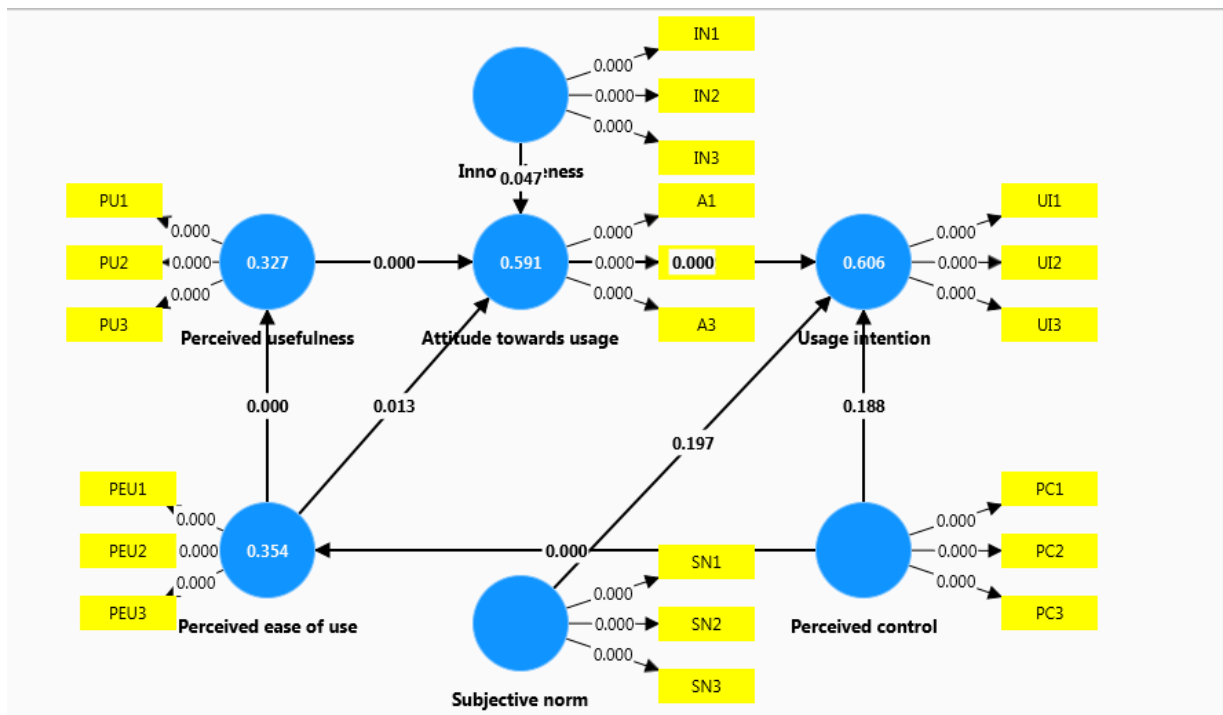 IN1
0.000
0.000
IN2
0.000
IN3
0.047
PU1
A1
UI1
0.000
0.000
0.000
PU2
0.000
0.327
0.000
0.591
0.000
0.000
0.606
0.000
UI2
0.000
0.000
0.000
PU3
A3
UI3
Perceived usefulness
Attitude towards usage
Usage intention
0.000
0.013
0.188
0.197
PEU1
PC1
0.000
0.000
PEU2
0.000
0.354
0.000
0.000
PC2
SN1
0.000
0.000
0.000
PEU3
PC3
Perceived ease of use
0.000
SN2
Perceived control
0.000
SN3
Subjective norm